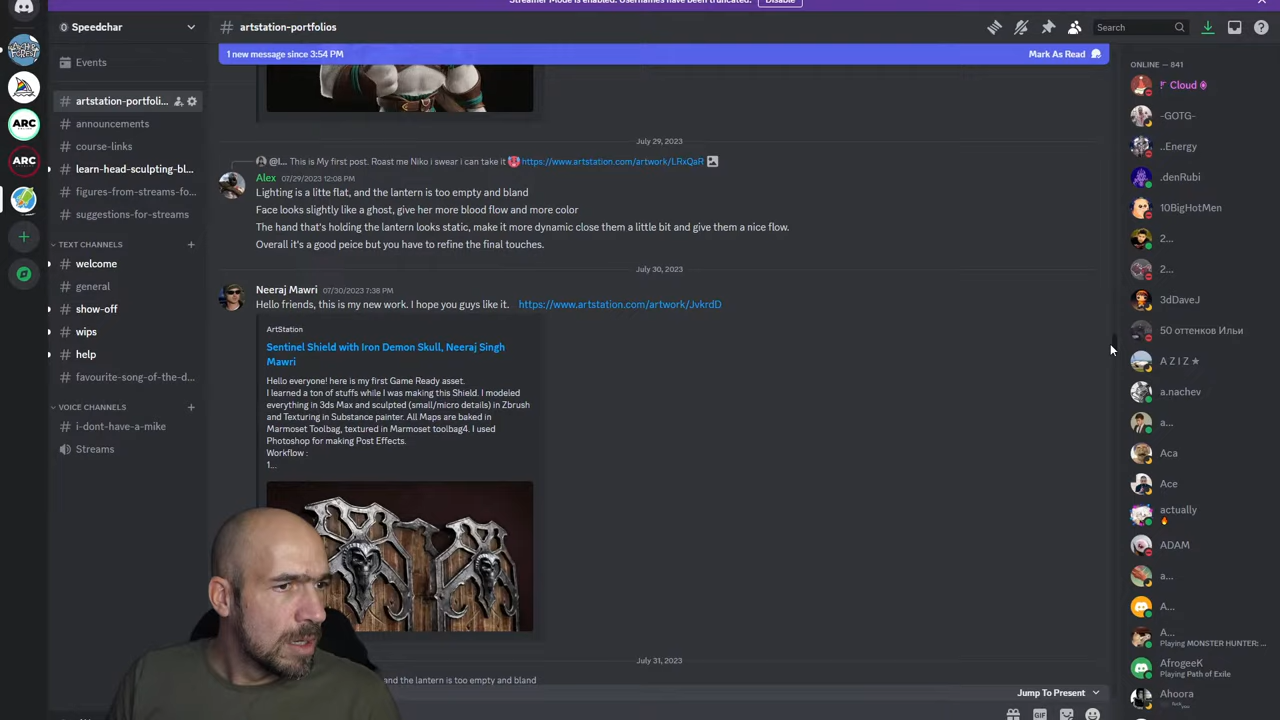 Streamer Mode is enabled. Usernames have been truncated.
Disable
Speedchar
artstation-portfolios
Search
1 new message since 3:54 PM
Mark As Read
Events
artstation-portfoli...
announcements
course-links
learn-head-sculpting-bl...
figures-from-streams-fo...
suggestions-for-streams
TEXT CHANNELS
welcome
general
show-off
wips
help
favourite-song-of-the-d...
VOICE CHANNELS
i-dont-have-a-mike
Streams
July 29, 2023
@I... This is My first post. Roast me Niko i swear i can take it https://www.artstation.com/artwork/LRxQaR
Alex 07/29/2023 12:08 PM
Lighting is a litte flat, and the lantern is too empty and bland
Face looks slightly like a ghost, give her more blood flow and more color
The hand that's holding the lantern looks static, make it more dynamic close them a little bit and give them a nice flow.
Overall it's a good peice but you have to refine the final touches.
July 30, 2023
Neeraj Mawri 07/30/2023 7:38 PM
Hello friends, this is my new work. I hope you guys like it. https://www.artstation.com/artwork/JvkrdD
ArtStation
Sentinel Shield with Iron Demon Skull, Neeraj Singh
Mawri
Hello everyone! here is my first Game Ready asset.
I learned a ton of stuffs while I was making this Shield. I modeled
everything in 3ds Max and sculpted (small/micro details) in Zbrush
and Texturing in Substance painter. All Maps are baked in
Marmoset Toolbag, textured in Marmoset toolbag4. I used
Photoshop for making Post Effects.
Workflow :
1...
July 31, 2023
and the lantern is too empty and bland
Jump To Present
GIF
ONLINE — 841
Cloud
-GOTG-
..Energy
.denRubi
10BigHotMen
2...
2...
3dDaveJ
50 оттенков Ильи
A Z I Z ★
a.nachev
a...
Aca
Ace
actually
ADAM
a...
A...
A...
Playing MONSTER HUNTER: ...
AfrogeeK
Playing Path of Exile
Ahoora
ARC
ARC